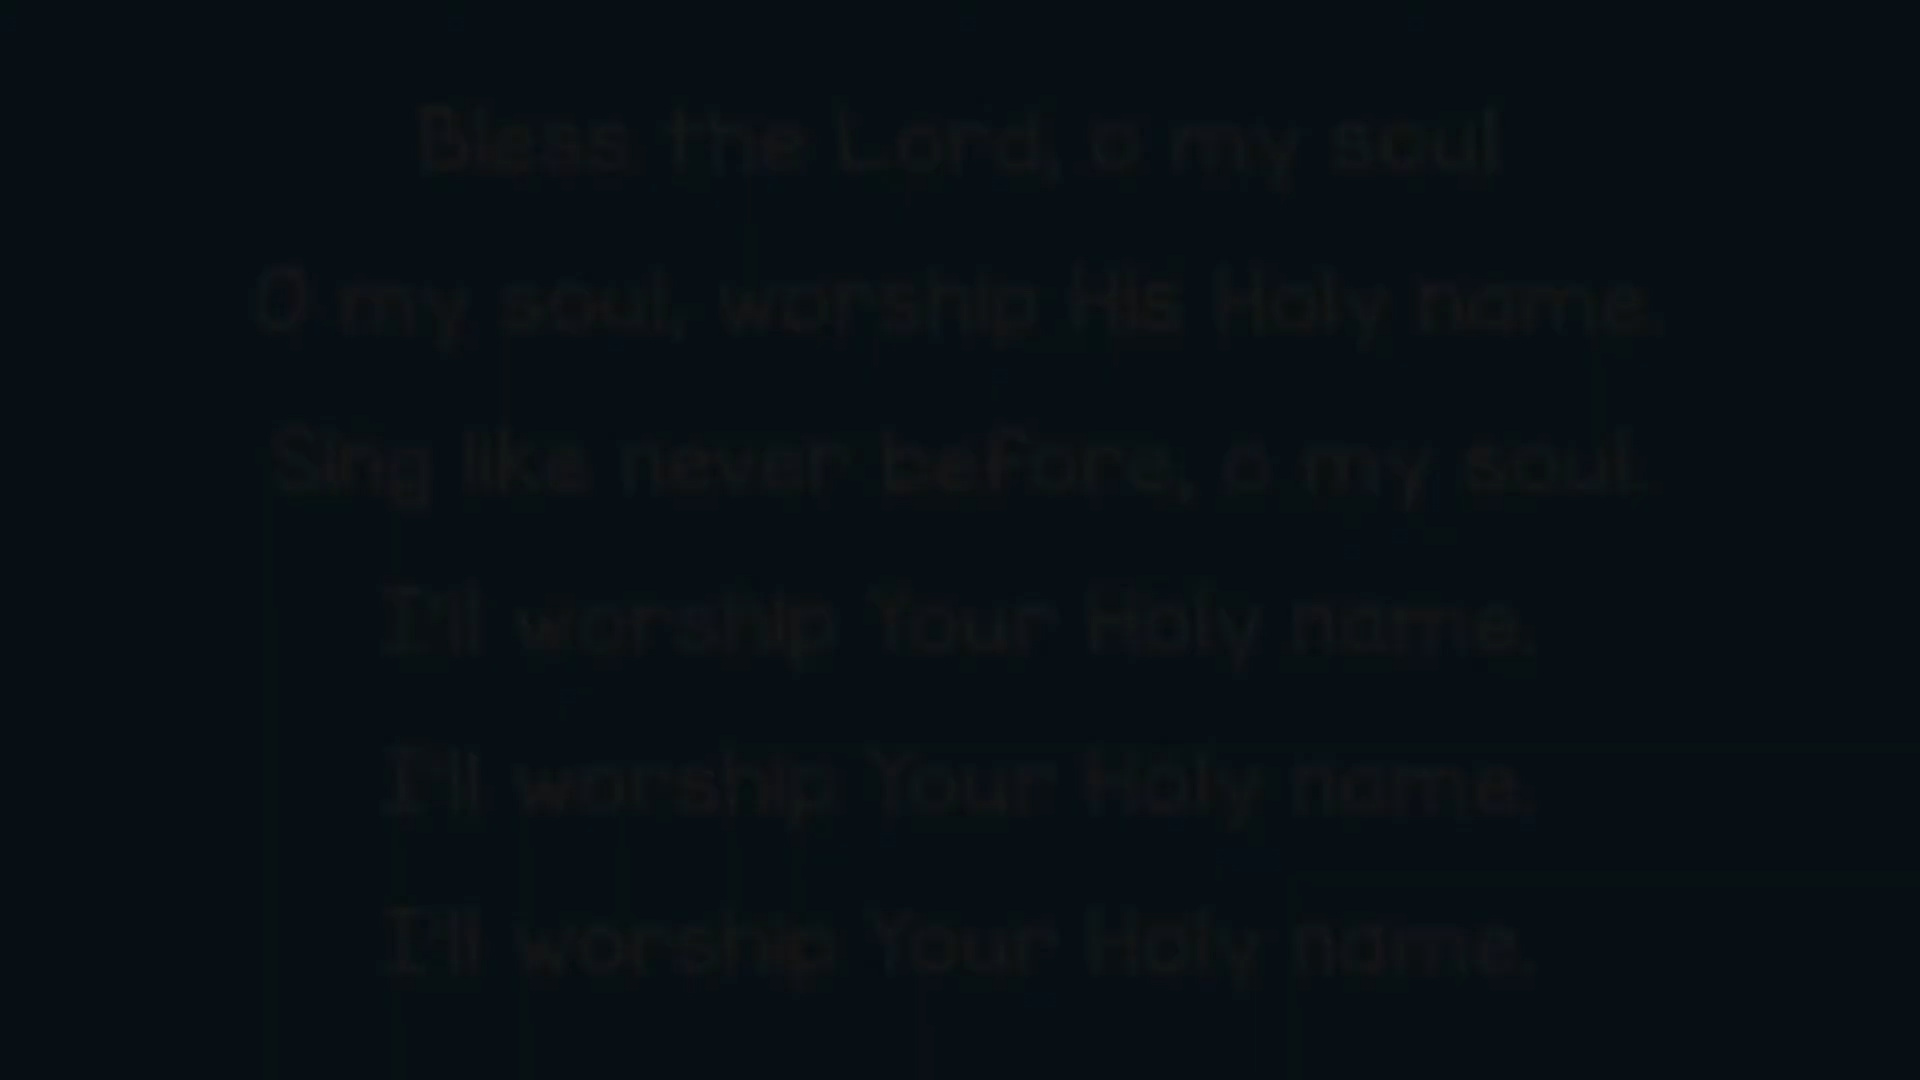 Bless the Lord, o my soul
O my soul, worship His Holy name.
Sing like never before, o my soul.
I'll worship Your Holy name.
I'll worship Your Holy name.
I'll worship Your Holy name.